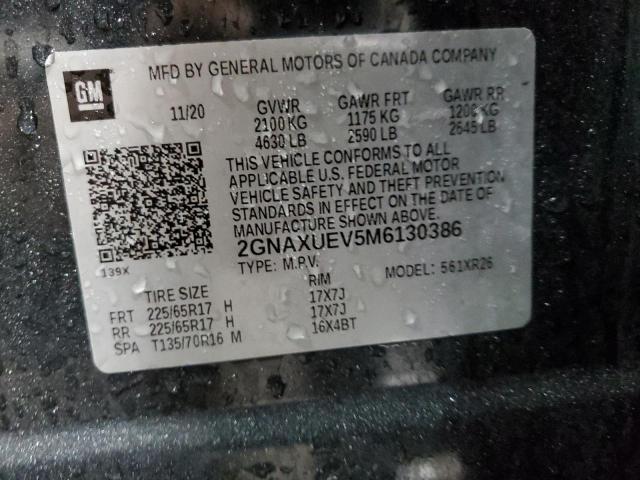 GM
MFD BY GENERAL MOTORS OF CANADA COMPANY
11/20 GVWR GAWR FRT GAWR RR
2100 KG 1175 KG 1200 KG
4630 LB 2590 LB 2645 LB
THIS VEHICLE CONFORMS TO ALL
APPLICABLE U.S. FEDERAL MOTOR
VEHICLE SAFETY AND THEFT PREVENTION
STANDARDS IN EFFECT ON THE DATE OF
MANUFACTURE SHOWN ABOVE.
2GNAXUEV5M6130386
139X TYPE: M.P.V. MODEL: 561XR26
TIRE SIZE RIM
FRT 225/65R17 H 17X7J
RR 225/65R17 H 17X7J
SPA T135/70R16 M 16X4BT